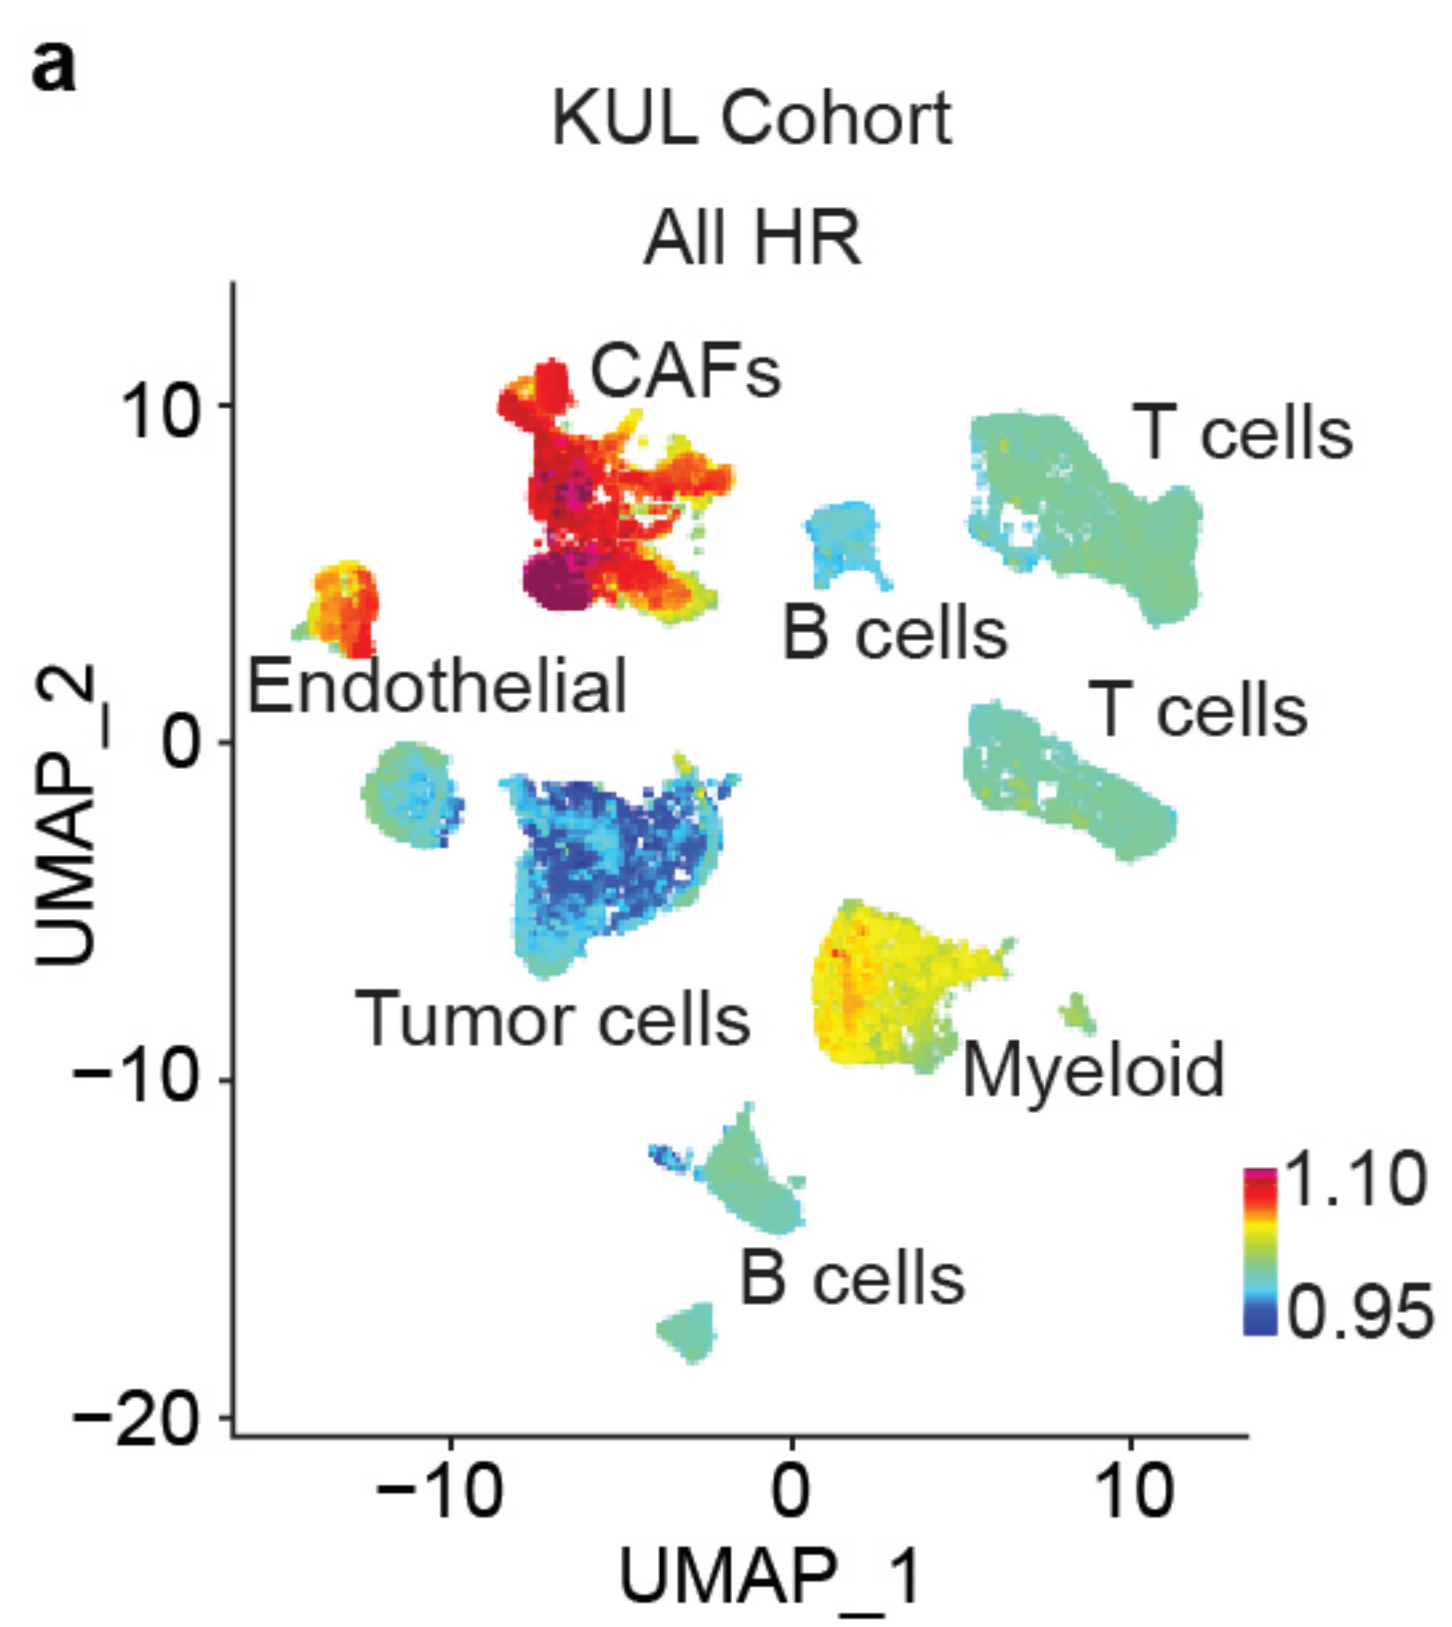 a
KUL Cohort
All HR
CAFs
10
T cells
B cells
Endothelial
T cells
0
UMAP_2
Tumor cells
Myeloid
−10
1.10
B cells
0.95
−20
−10 0 10
UMAP_1